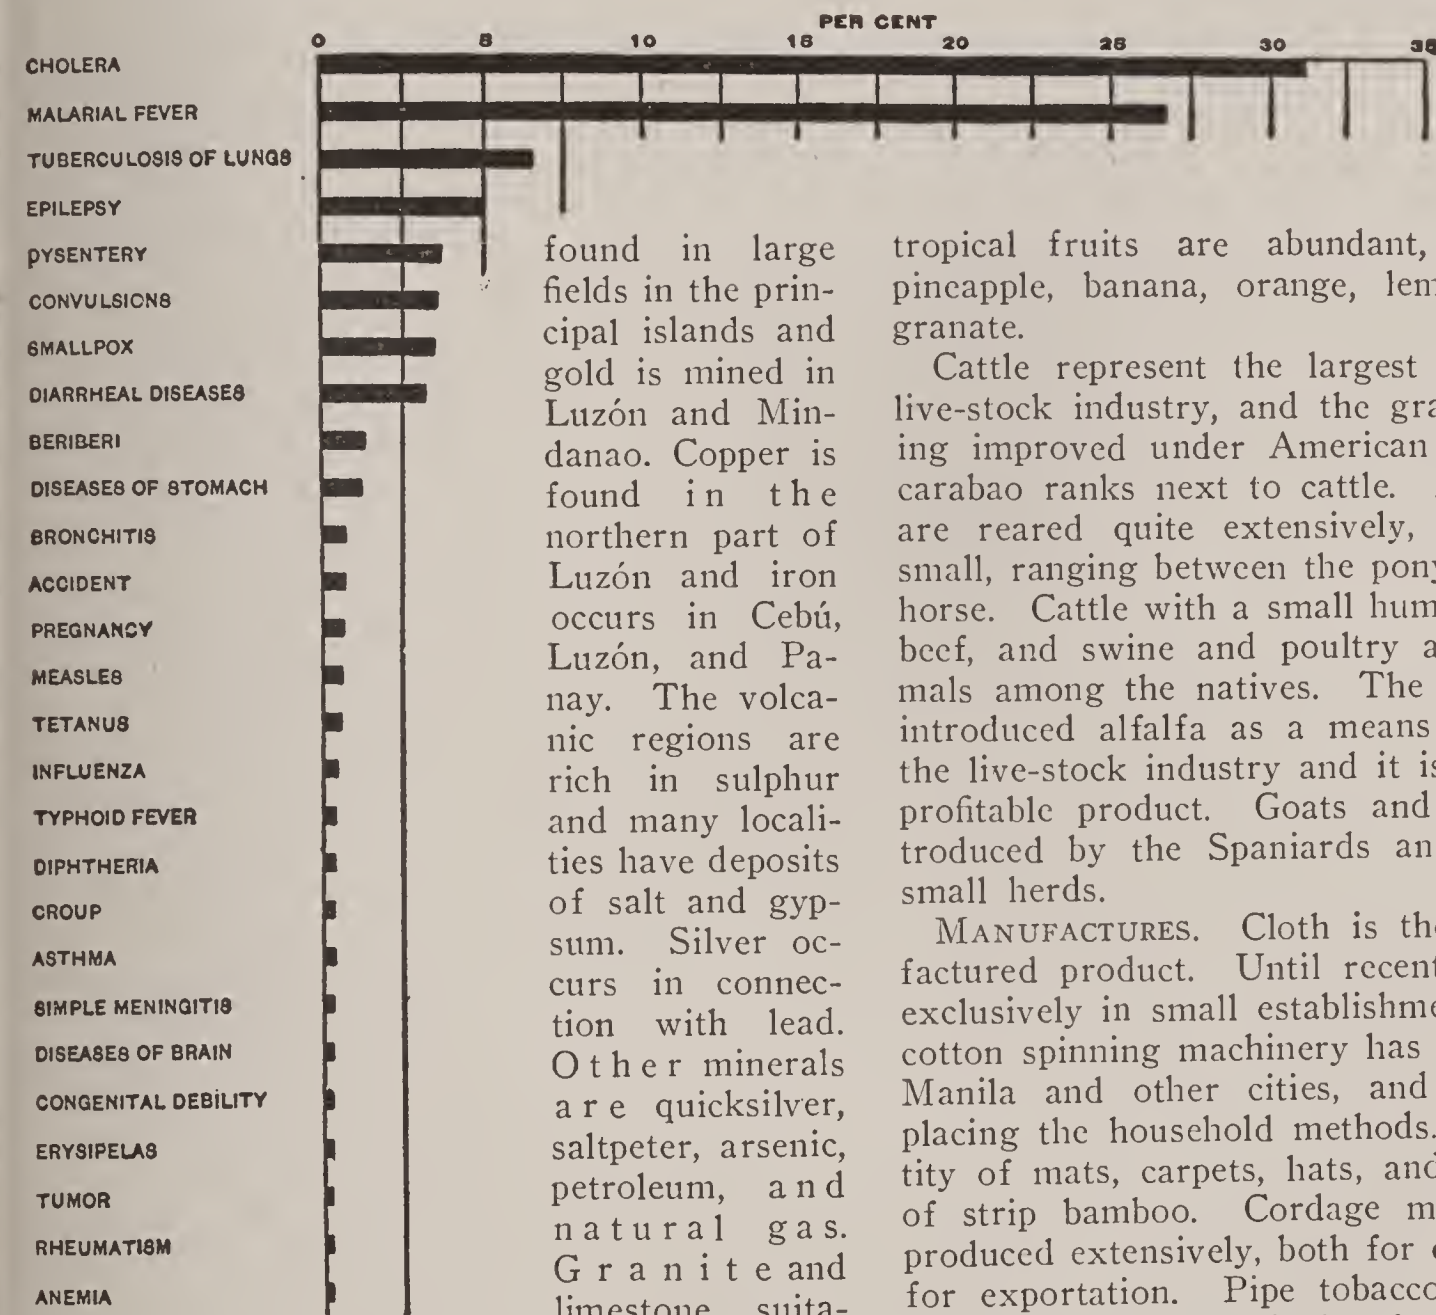 PER CENT
0 5 10 15 20 25 30 35
CHOLERA
MALARIAL FEVER
TUBERCULOSIS OF LUNGS
EPILEPSY
DYSENTERY
CONVULSIONS
SMALLPOX
DIARRHEAL DISEASES
BERIBERI
DISEASES OF STOMACH
BRONCHITIS
ACCIDENT
PREGNANCY
MEASLES
TETANUS
INFLUENZA
TYPHOID FEVER
DIPHTHERIA
CROUP
ASTHMA
SIMPLE MENINGITIS
DISEASES OF BRAIN
CONGENITAL DEBILITY
ERYSIPELAS
TUMOR
RHEUMATISM
ANEMIA
found in large
fields in the prin-
cipal islands and
gold is mined in
Luzón and Min-
danao. Copper is
found in the
northern part of
Luzón and iron
occurs in Cebú,
Luzón, and Pa-
nay. The volca-
nic regions are
rich in sulphur
and many locali-
ties have deposits
of salt and gyp-
sum. Silver oc-
curs in connec-
tion with lead.
Other minerals
are quicksilver,
saltpeter, arsenic,
petroleum, and
natural gas.
Granite and
limestone suita-
tropical fruits are abundant,
pineapple, banana, orange, lem
granate.
Cattle represent the largest
live-stock industry, and the gra
ing improved under American
carabao ranks next to cattle.
are reared quite extensively,
small, ranging between the pony
horse. Cattle with a small hum
beef, and swine and poultry a
mals among the natives. The
introduced alfalfa as a means
the live-stock industry and it is
profitable product. Goats and
troduced by the Spaniards an
small herds.
MANUFACTURES. Cloth is the
factured product. Until recent
exclusively in small establishme
cotton spinning machinery has
Manila and other cities, and
placing the household methods.
tity of mats, carpets, hats, and
of strip bamboo. Cordage m
produced extensively, both for
for exportation. Pipe tobacco